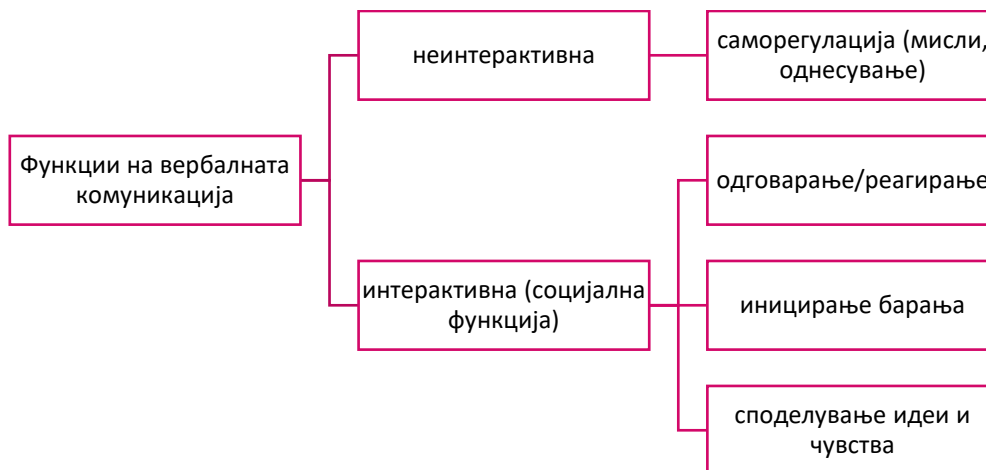 Функции на вербалната
комуникација
неинтерактивна
саморегулација (мисли,
однесување)
интерактивна (социјална
функција)
одговарање/реагирање
иницирање барања
споделување идеи и
чувства